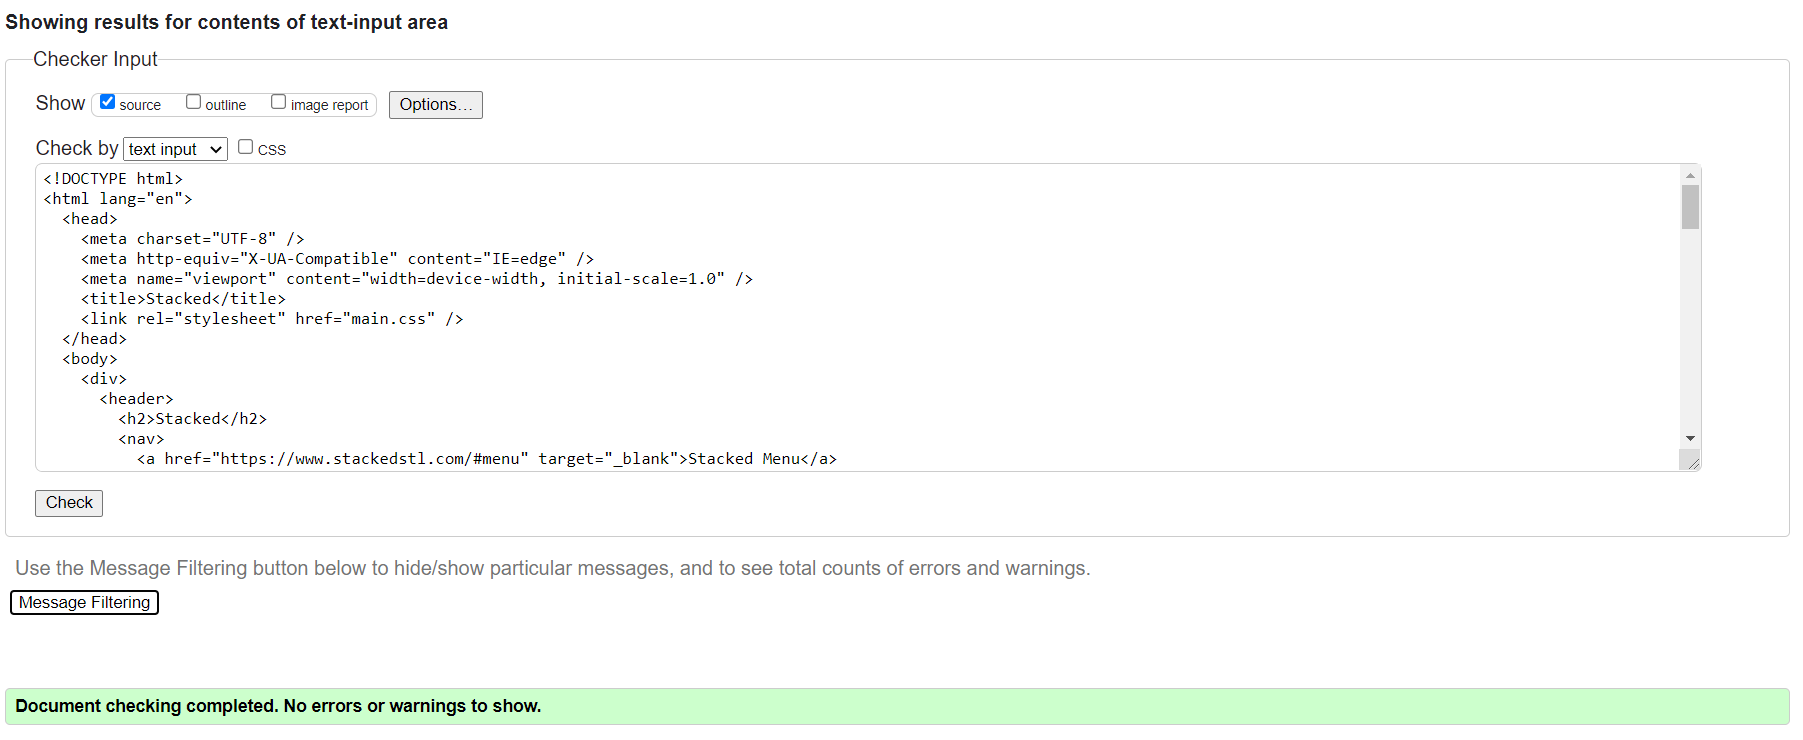 Showing results for contents of text-input area
Checker Input
Show source outline image report Options...
Check by text input CSS
<!DOCTYPE html>
<html lang="en">
  <head>
    <meta charset="UTF-8" />
    <meta http-equiv="X-UA-Compatible" content="IE=edge" />
    <meta name="viewport" content="width=device-width, initial-scale=1.0" />
    <title>Stacked</title>
    <link rel="stylesheet" href="main.css" />
  </head>
  <body>
    <div>
      <header>
        <h2>Stacked</h2>
        <nav>
          <a href="https://www.stackedstl.com/#menu" target="_blank">Stacked Menu</a>
Check
Use the Message Filtering button below to hide/show particular messages, and to see total counts of errors and warnings.
Message Filtering
Document checking completed. No errors or warnings to show.